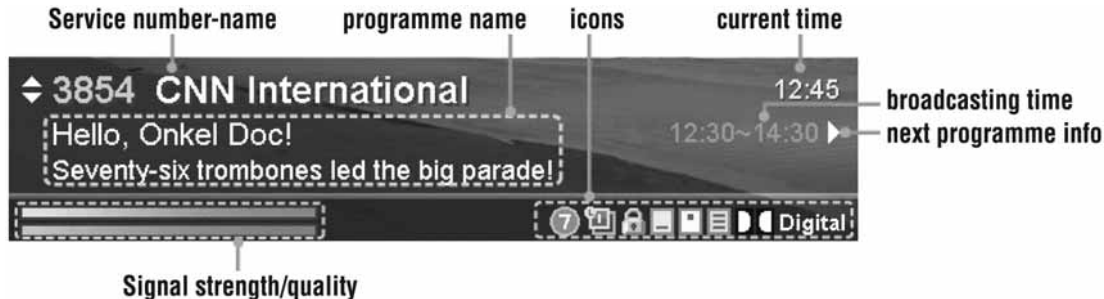 Service number-name programme name icons current time
3854 CNN International 12:45
broadcasting time
Hello, Onkel Doc! 12:30~14:30 next programme info
Seventy-six trombones led the big parade!
7 Digital
Signal strength/quality